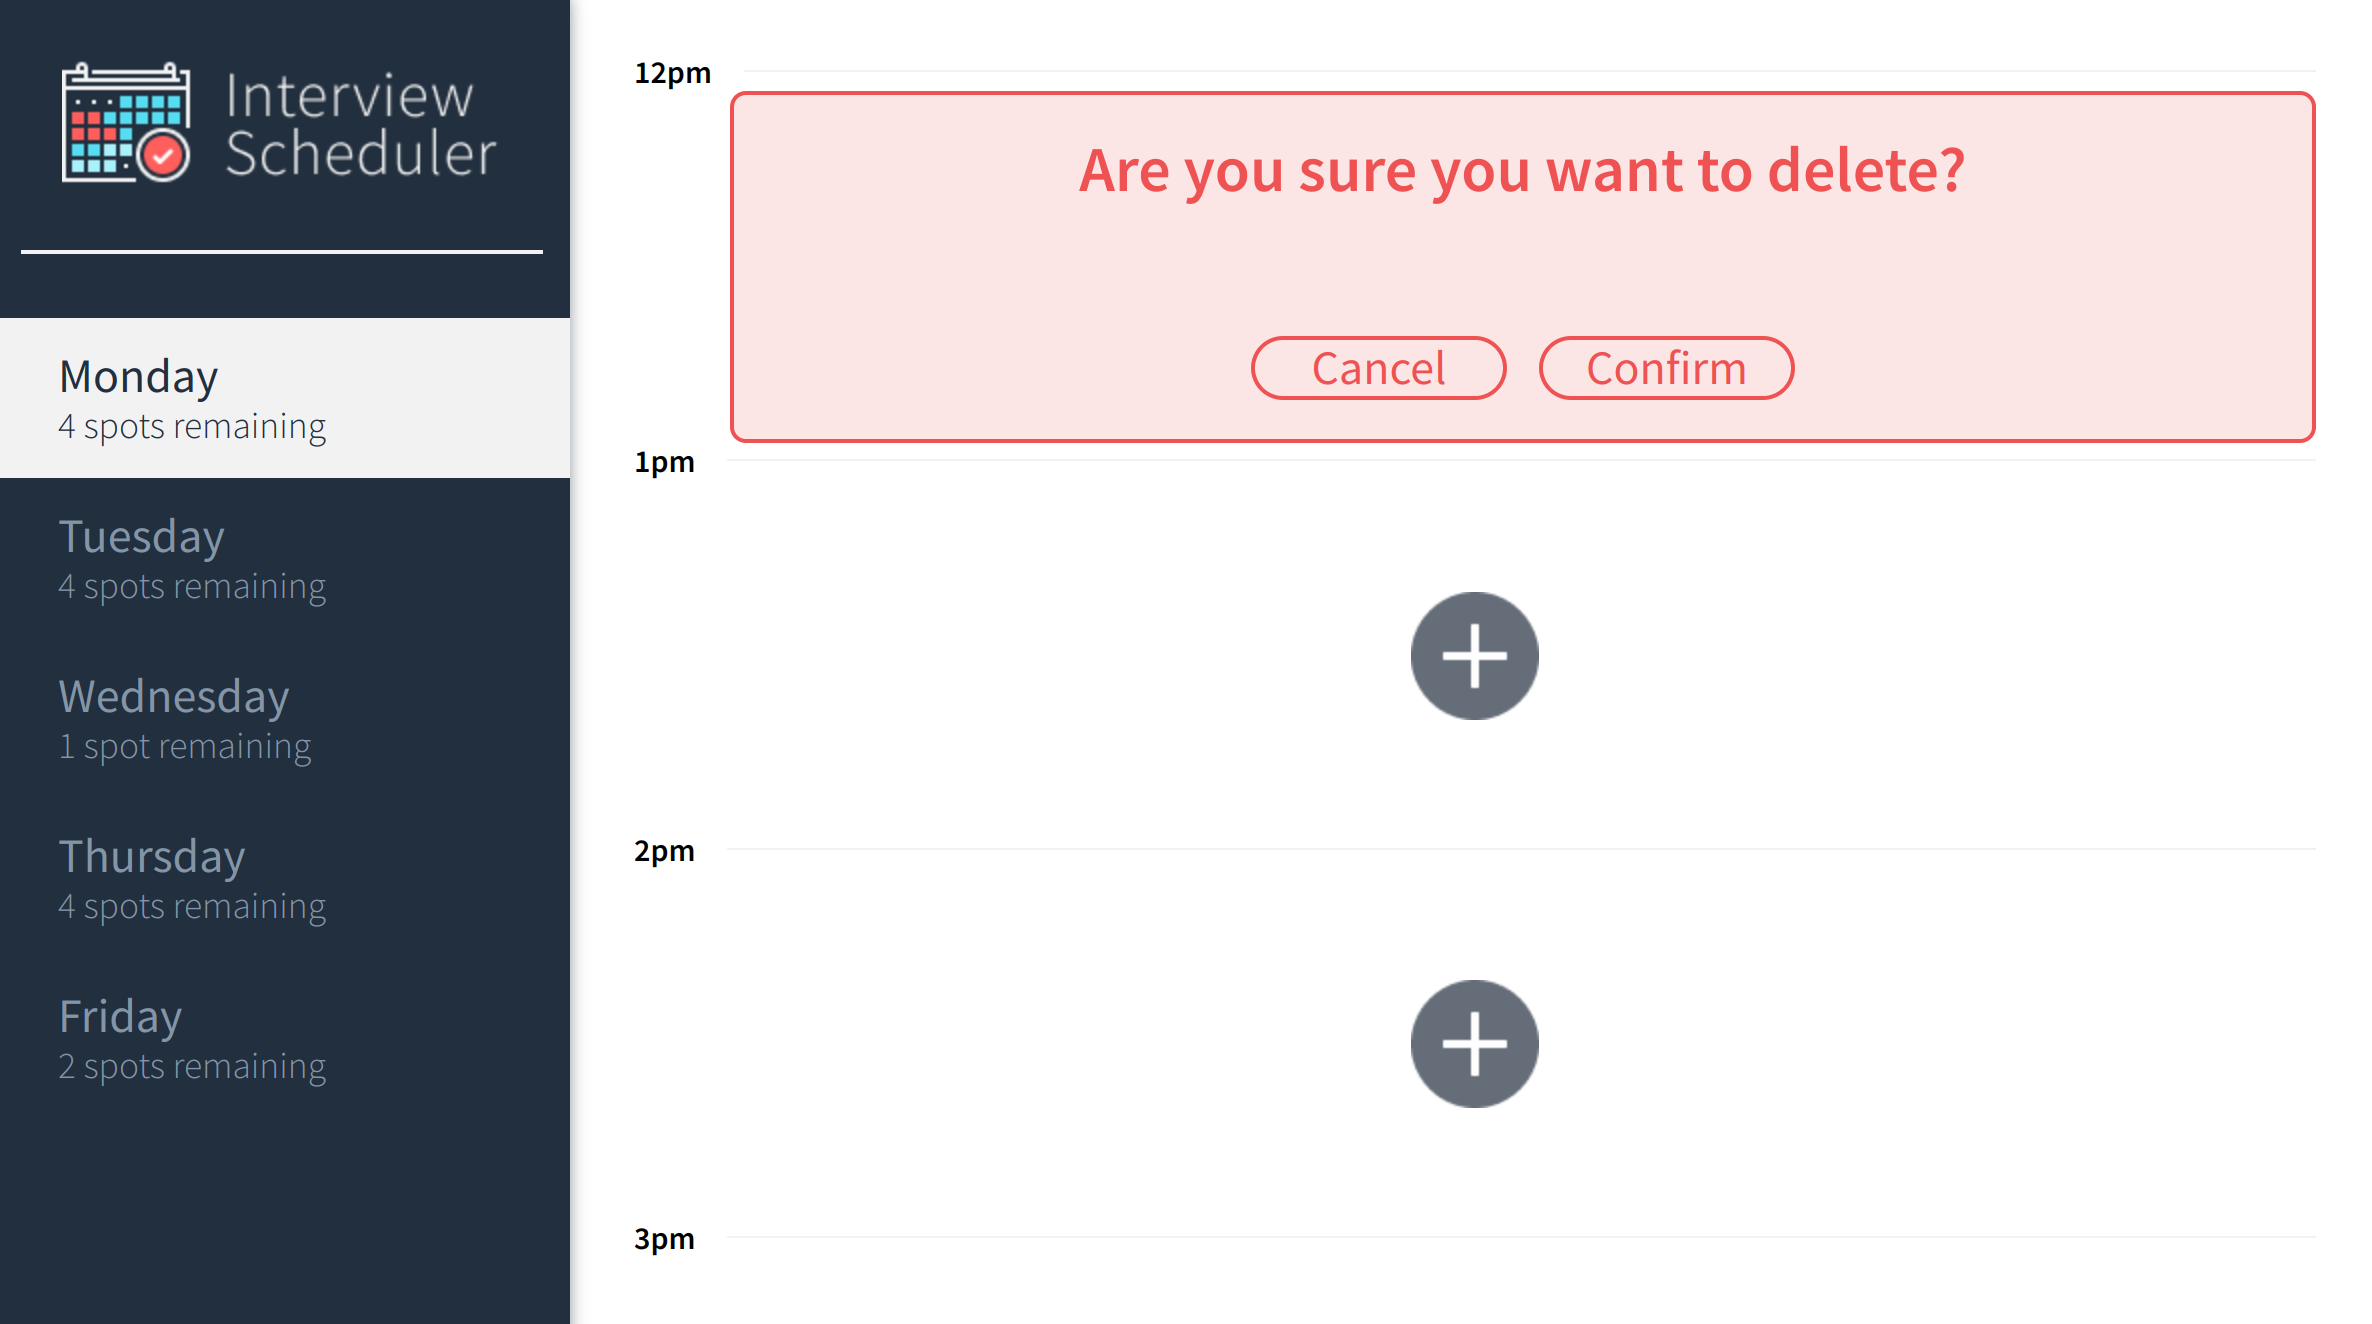 Interview
Scheduler
Monday
4 spots remaining
Tuesday
4 spots remaining
Wednesday
1 spot remaining
Thursday
4 spots remaining
Friday
2 spots remaining
12pm
Are you sure you want to delete?
Cancel
Confirm
1pm
2pm
3pm